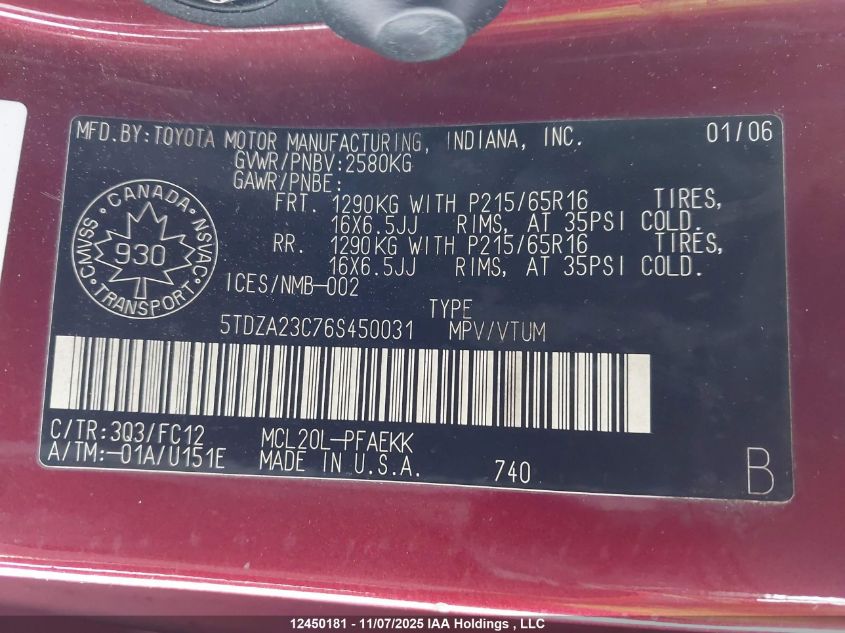 MFD.BY:TOYOTA MOTOR MANUFACTURING, INDIANA, INC. 01/06
GVWR/PNBV:2580KG
GAWR/PNBE:
FRT. 1290KG WITH P215/65R16 TIRES,
16X6.5JJ RIMS, AT 35PSI COLD.
RR. 1290KG WITH P215/65R16 TIRES,
16X6.5JJ RIMS, AT 35PSI COLD.
CANADA
CMVSS 930 NSVAC
TRANSPORT
ICES/NMB-002
TYPE
5TDZA23C76S450031 MPV/VTUM
C/TR:3Q3/FC12 MCL20L-PFAEKK
A/TM:-01A/U151E MADE IN U.S.A. 740 B
12450181 - 11/07/2025 IAA Holdings , LLC